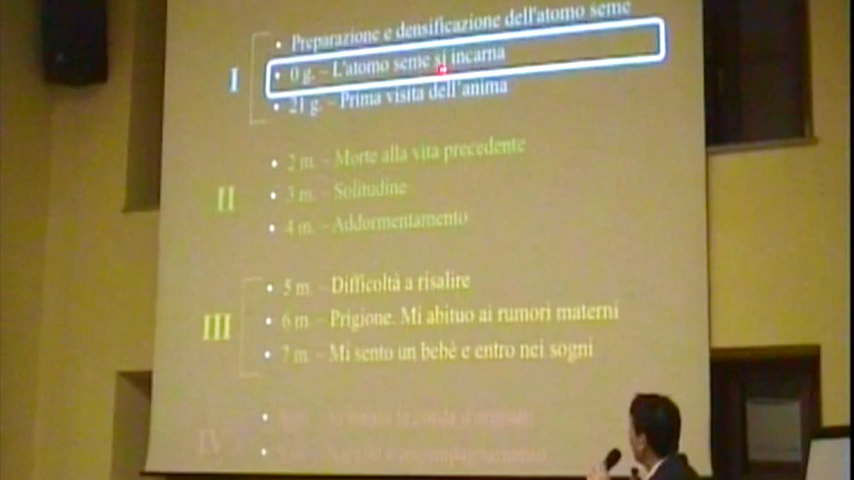 I
• Preparazione e densificazione dell'atomo seme
• 0 g. – L'atomo seme si incarna
• 21 g. – Prima visita dell'anima
II
• 2 m. – Morte alla vita precedente
• 3 m. – Solitudine
• 4 m. – Addormentamento
III
• 5 m. – Difficoltà a risalire
• 6 m. – Prigione. Mi abituo ai rumori materni
• 7 m. – Mi sento un bebè e entro nei sogni
IV